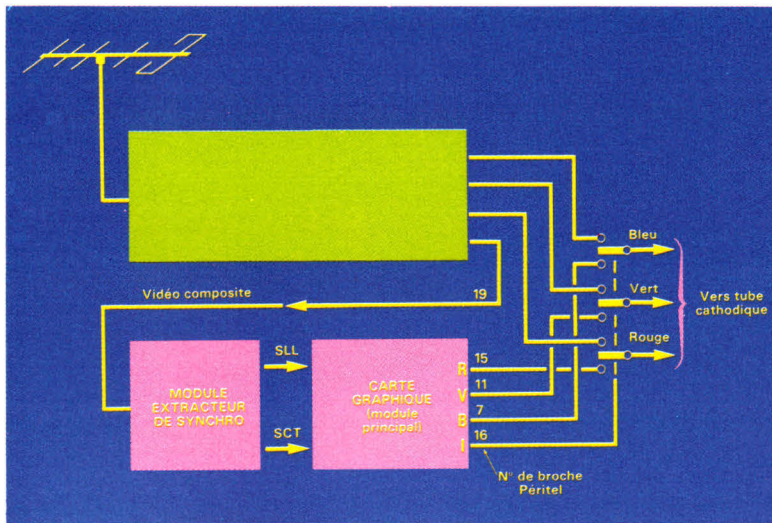 Bleu
Vidéo composite
19
Vert
Vers tube
cathodique
Rouge
SLL
MODULE
EXTRACTEUR
DE SYNCHRO
SCT
CARTE
GRAPHIQUE
(module
principal)
R 15
V 11
B 7
I 16
N° de broche
Péritel